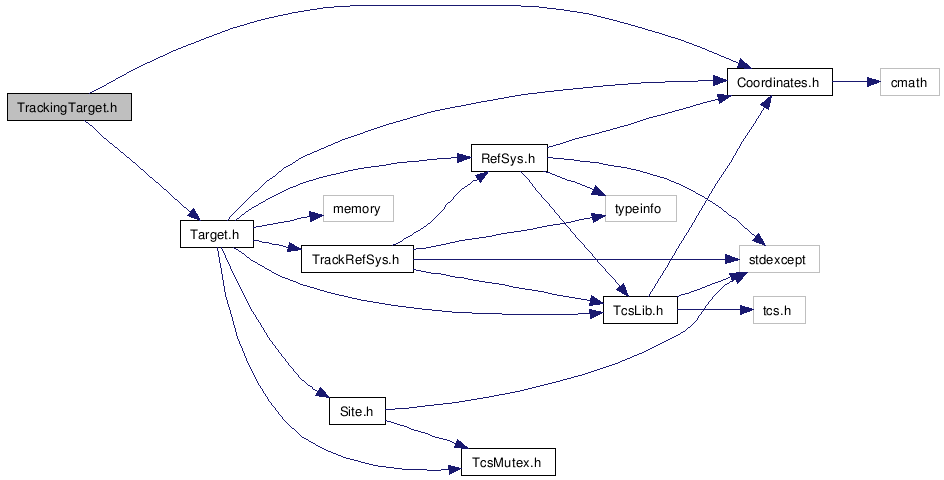 Coordinates.h
cmath
TrackingTarget.h
RefSys.h
memory
typeinfo
Target.h
TrackRefSys.h
stdexcept
TcsLib.h
tcs.h
Site.h
TcsMutex.h